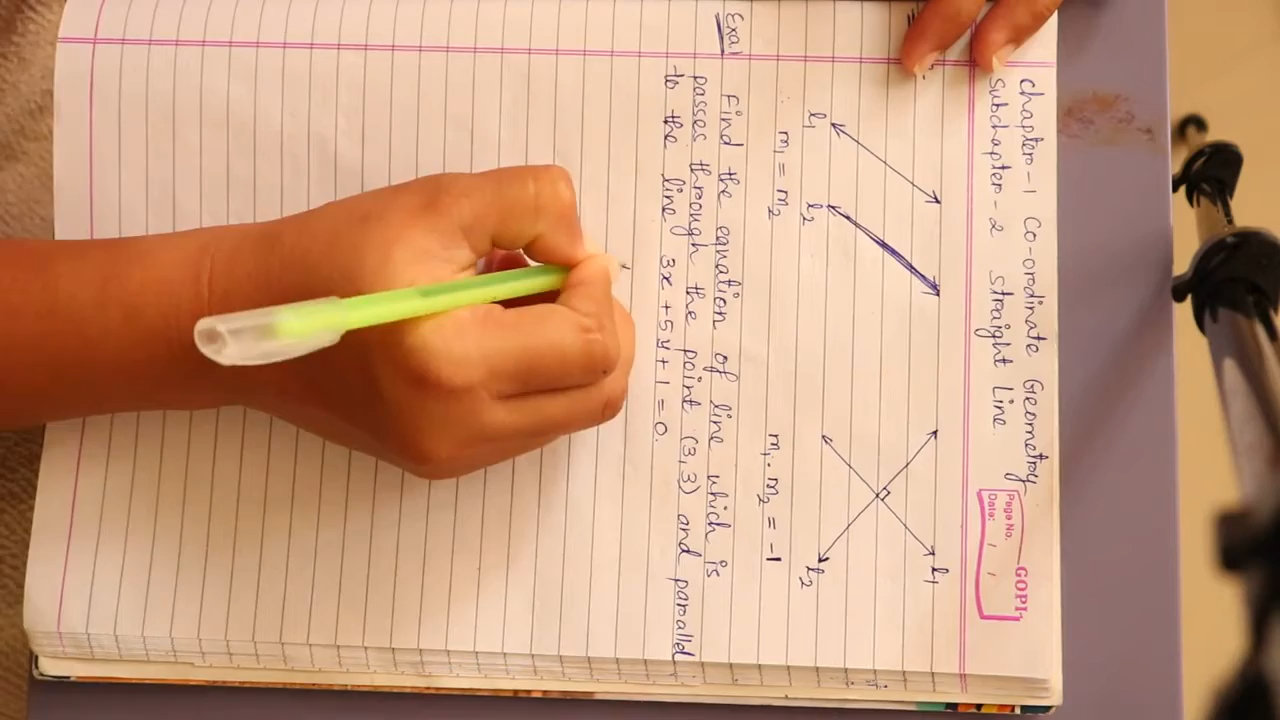 Chapter-1 Co-orodinate Geometry
Subchapter-2 Straight Line.
GOPI
Page No.
Date: / /
l1 l2
l1
l2
m1 = m2
m1 . m2 = -1
Exa.1
Find the equation of line which is
passes through the point (3,3) and parallel
to the line 3x + 5y + 1 = 0.